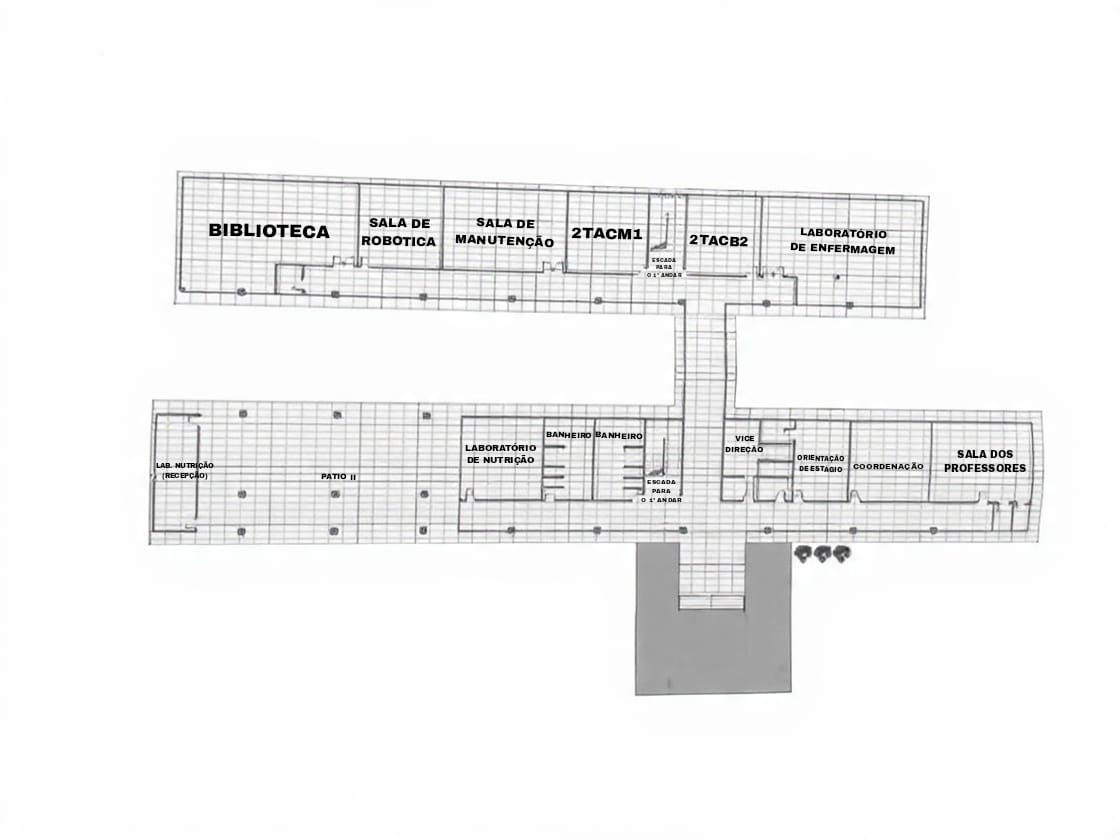 BIBLIOTECA
SALA DE
ROBOTICA
SALA DE
MANUTENÇÃO
2TACM1
ESCADA
PARA
O 1° ANDAR
2TACB2
LABORATÓRIO
DE ENFERMAGEM
LAB. NUTRIÇÃO
(RECEPÇÃO)
PATIO II
LABORATÓRIO
DE NUTRIÇÃO
BANHEIRO
BANHEIRO
ESCADA
PARA
O 1° ANDAR
VICE
DIREÇÃO
ORIENTAÇÃO
DE ESTÁGIO
COORDENAÇÃO
SALA DOS
PROFESSORES